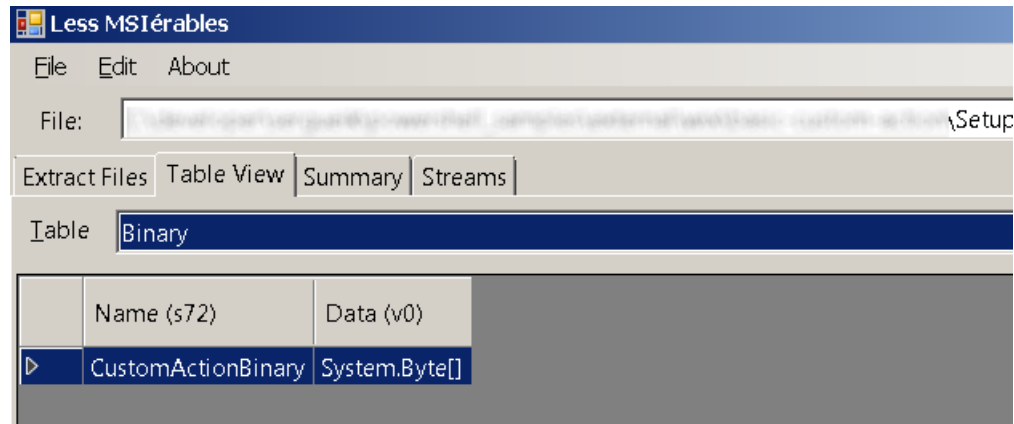 Less MSIérables
File Edit About
File: \Setup
Extract Files Table View Summary Streams
Table Binary
Name (s72) Data (v0)
CustomActionBinary System.Byte[]